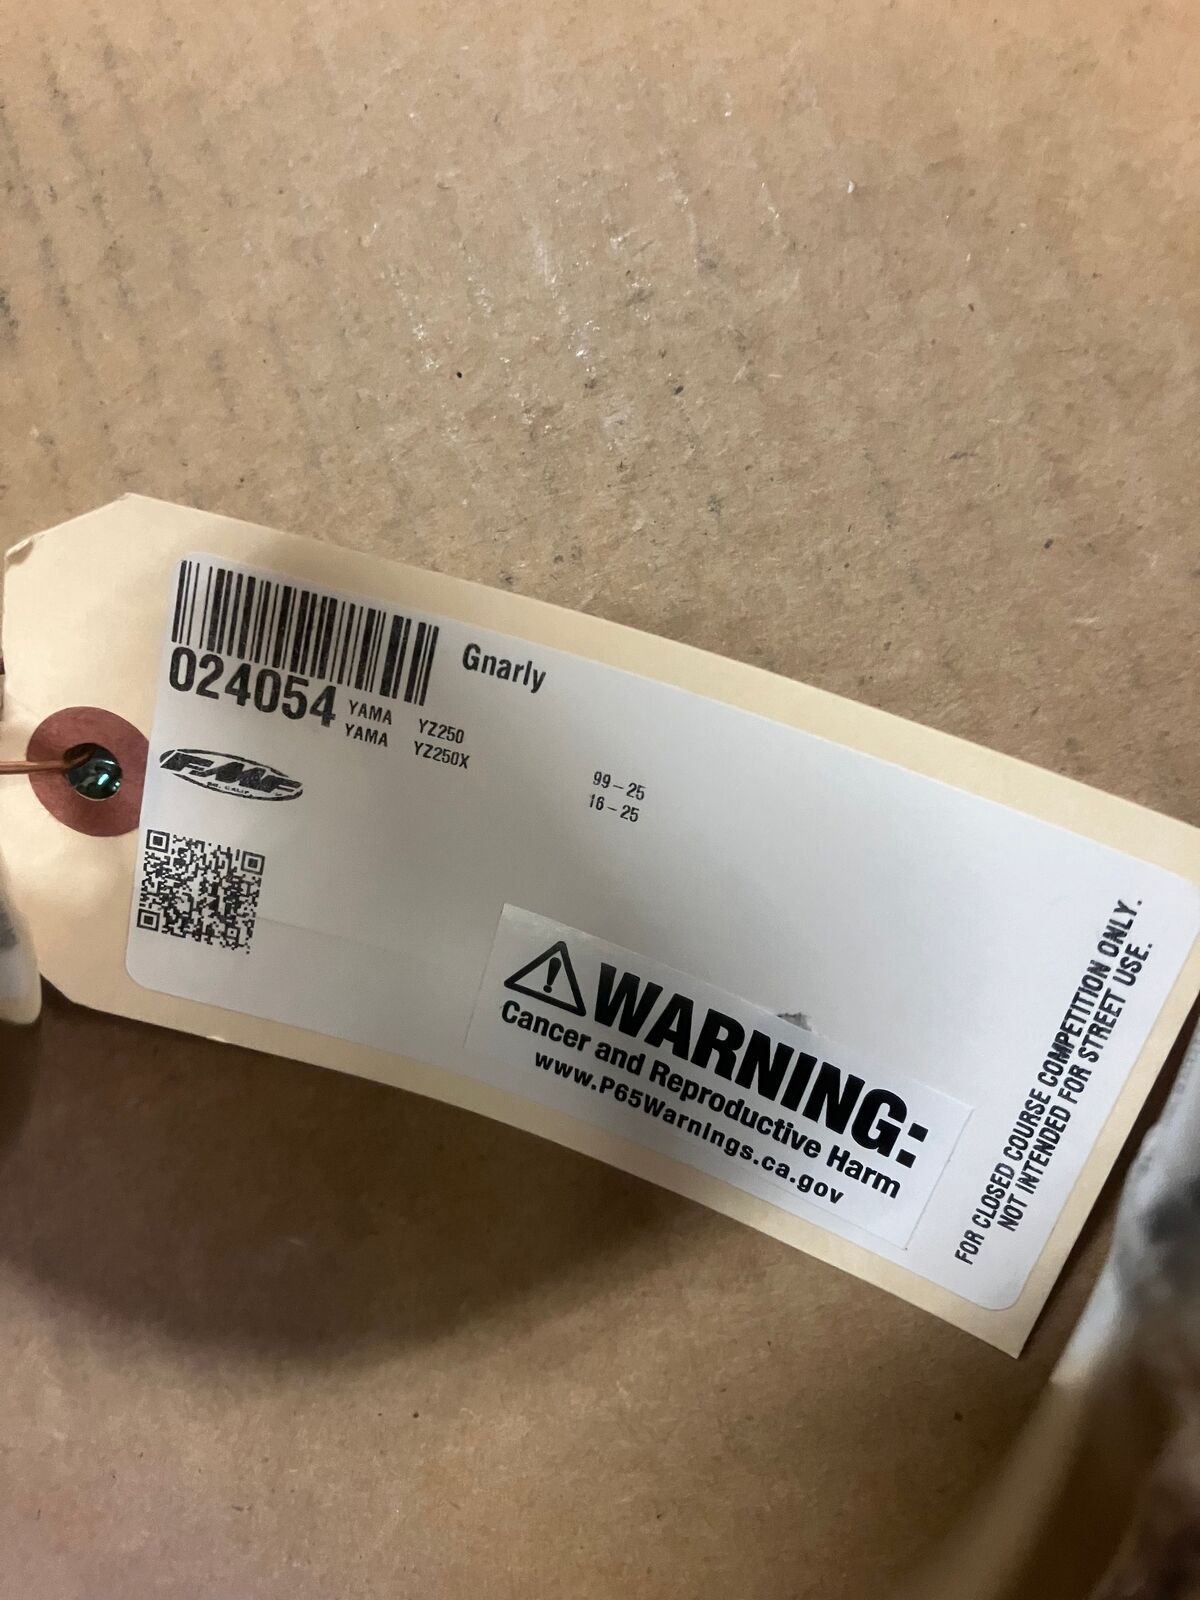 Gnarly
024054
YAMA YZ250 99-25
YAMA YZ250X 16-25
FMF
WARNING:
Cancer and Reproductive Harm
www.P65Warnings.ca.gov
FOR CLOSED COURSE COMPETITION ONLY.
NOT INTENDED FOR STREET USE.